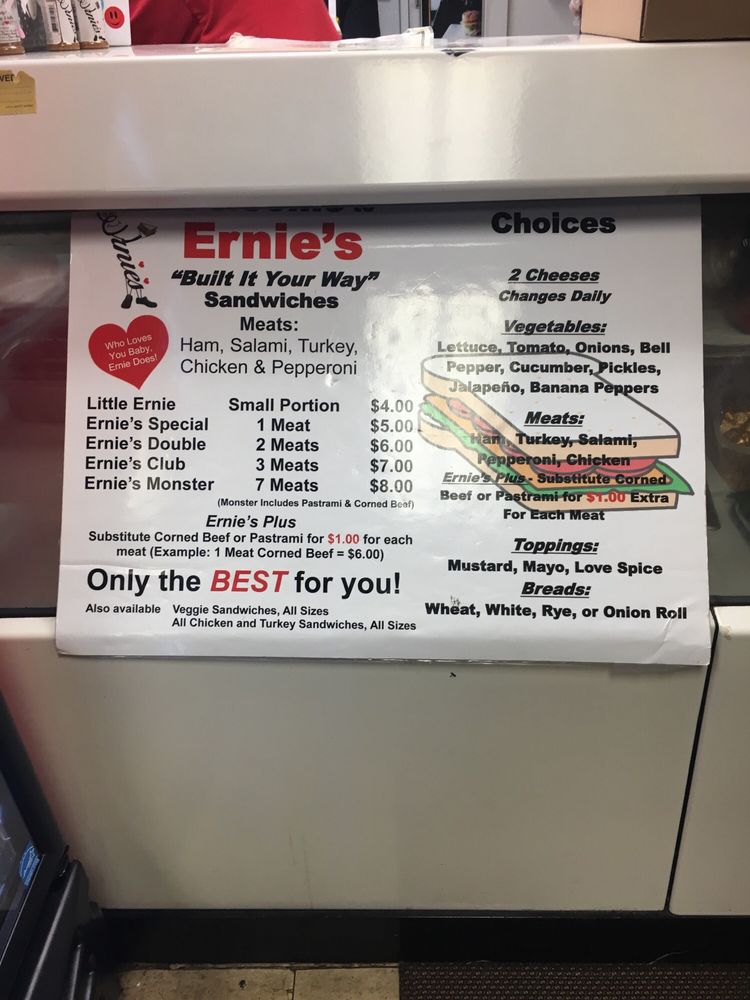 Ernie's
"Built It Your Way"
Sandwiches
Meats:
Ham, Salami, Turkey,
Chicken & Pepperoni
Who Loves
You Baby,
Ernie Does!
Little Ernie Small Portion $4.00
Ernie's Special 1 Meat $5.00
Ernie's Double 2 Meats $6.00
Ernie's Club 3 Meats $7.00
Ernie's Monster 7 Meats $8.00
(Monster Includes Pastrami & Corned Beef)
Ernie's Plus
Substitute Corned Beef or Pastrami for $1.00 for each
meat (Example: 1 Meat Corned Beef = $6.00)
Only the BEST for you!
Also available Veggie Sandwiches, All Sizes
All Chicken and Turkey Sandwiches, All Sizes
Choices
2 Cheeses
Changes Daily
Vegetables:
Lettuce, Tomato, Onions, Bell
Pepper, Cucumber, Pickles,
Jalapeño, Banana Peppers
Meats:
Ham, Turkey, Salami,
Pepperoni, Chicken
Ernie's Plus - Substitute Corned
Beef or Pastrami for $1.00 Extra
For Each Meat
Toppings:
Mustard, Mayo, Love Spice
Breads:
Wheat, White, Rye, or Onion Roll